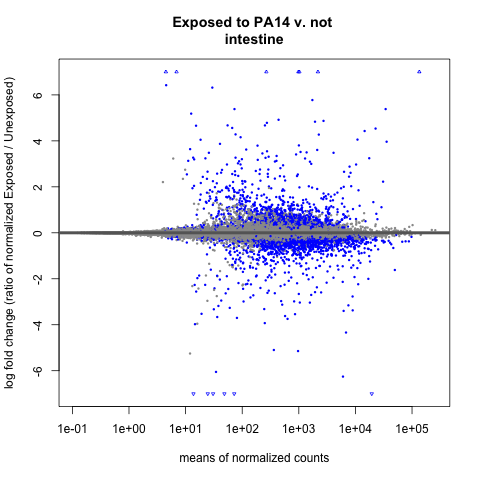 Exposed to PA14 v. not
intestine
log fold change (ratio of normalized Exposed / Unexposed)
6
4
2
0
-2
-4
-6
1e-01 1e+00 1e+01 1e+02 1e+03 1e+04 1e+05
means of normalized counts